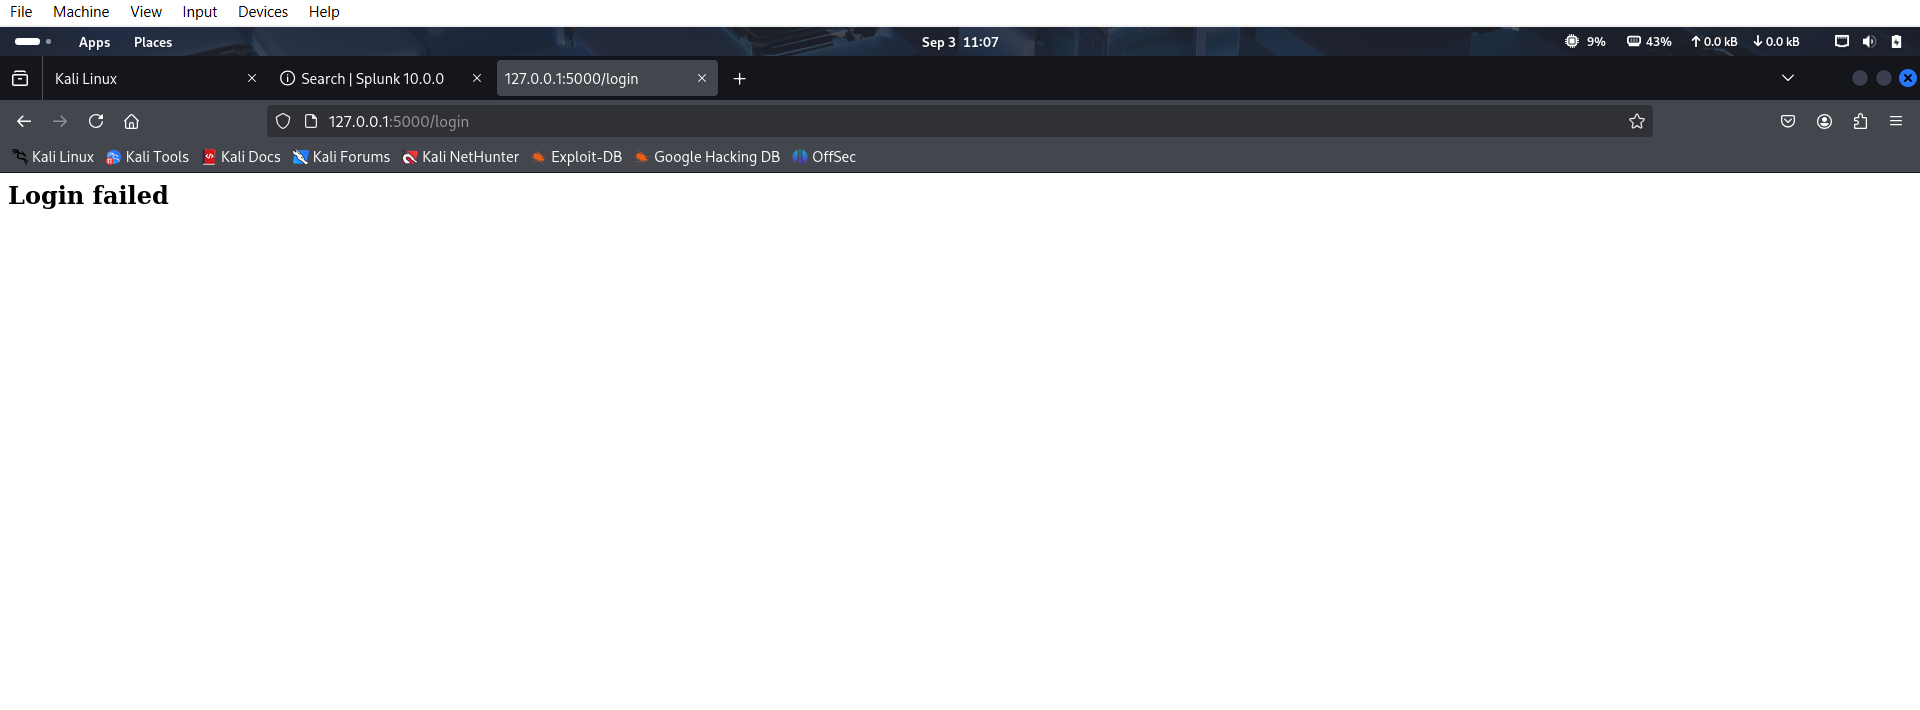 File Machine View Input Devices Help
Apps Places Sep 3 11:07 9% 43% 0.0 kB 0.0 kB
Kali Linux Search | Splunk 10.0.0 127.0.0.1:5000/login
127.0.0.1:5000/login
Kali Linux Kali Tools Kali Docs Kali Forums Kali NetHunter Exploit-DB Google Hacking DB OffSec
Login failed